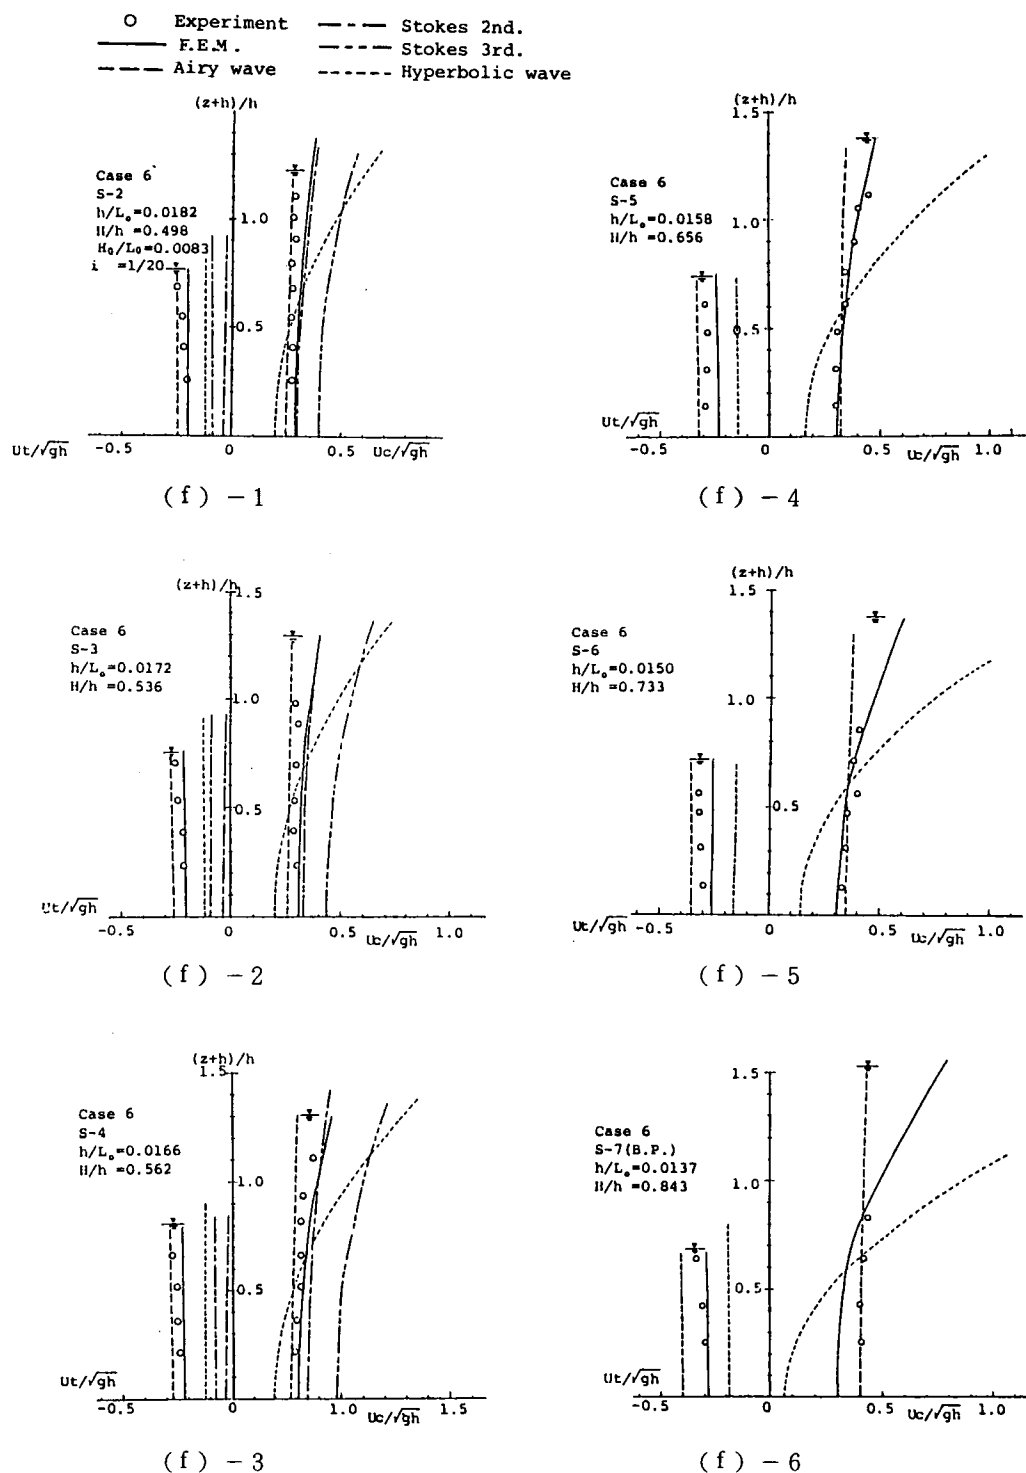 Experiment
F.E.M.
Airy wave
Stokes 2nd.
Stokes 3rd.
Hyperbolic wave
(z+h)/h
Case 6
S-2
h/L₀=0.0182
H/h =0.498
H₀/L₀=0.0083
i =1/20
1.0
0.5
Ut/√gh
-0.5
0
0.5
Uc/√gh
(f) -1
(z+h)/h
1.5
Case 6
S-5
h/L₀=0.0158
H/h =0.656
1.0
0.5
Ut/√gh
-0.5
0
0.5
Uc/√gh
1.0
(f) -4
(z+h)/h
1.5
Case 6
S-3
h/L₀=0.0172
H/h =0.536
1.0
0.5
Ut/√gh
-0.5
0
0.5
Uc/√gh
1.0
(f) -2
(z+h)/h
1.5
Case 6
S-6
h/L₀=0.0150
H/h =0.733
1.0
0.5
Ut/√gh
-0.5
0
0.5
Uc/√gh
1.0
(f) -5
(z+h)/h
1.5
Case 6
S-4
h/L₀=0.0166
H/h =0.562
1.0
0.5
Ut/√gh
-0.5
0
1.0
Uc/√gh
1.5
(f) -3
1.5
Case 6
S-7(B.P.)
h/L₀=0.0137
H/h =0.843
1.0
0.5
Ut/√gh
-0.5
0
0.5
Uc/√gh
1.0
(f) -6